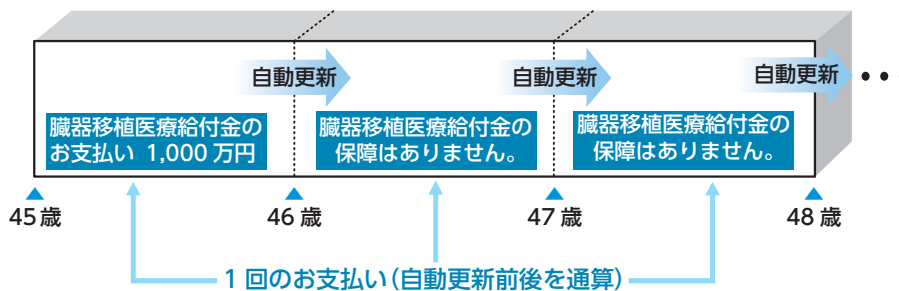 自動更新
自動更新
自動更新
臓器移植医療給付金の
お支払い 1,000万円
臓器移植医療給付金の
保障はありません。
臓器移植医療給付金の
保障はありません。
45歳
46歳
47歳
48歳
1回のお支払い(自動更新前後を通算)